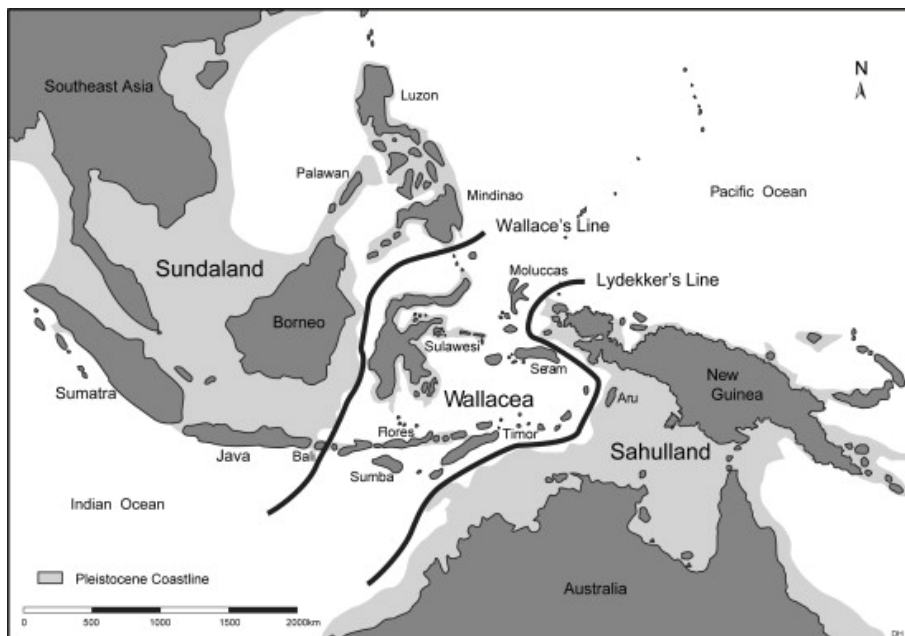 Southeast Asia
Luzon
N
Palawan
Mindinao
Pacific Ocean
Wallace's Line
Sundaland
Moluccas
Lydekker's Line
Borneo
Sulawesi
Seram
Sumatra
Wallacea
Aru
New
Guinea
Flores
Timor
Java
Bali
Sahulland
Sumba
Indian Ocean
Pleistocene Coastline
Australia
0 500 1000 1500 2000km
DH